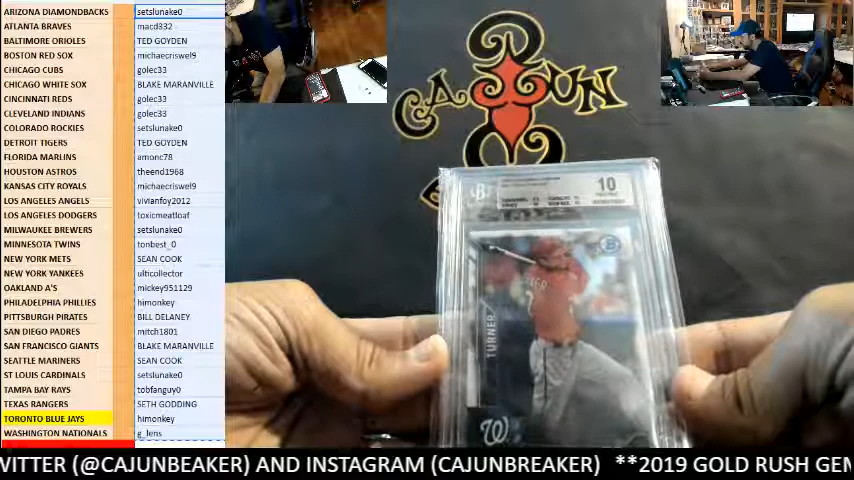 ARIZONA DIAMONDBACKS setslunake0
ATLANTA BRAVES macd332
BALTIMORE ORIOLES TED GOYDEN
BOSTON RED SOX michaecriswel9
CHICAGO CUBS golec33
CHICAGO WHITE SOX BLAKE MARANVILLE
CINCINNATI REDS golec33
CLEVELAND INDIANS golec33
COLORADO ROCKIES setslunake0
DETROIT TIGERS TED GOYDEN
FLORIDA MARLINS amonc78
HOUSTON ASTROS theend1968
KANSAS CITY ROYALS michaecriswel9
LOS ANGELES ANGELS vivianfoy2012
LOS ANGELES DODGERS toxicmeatloaf
MILWAUKEE BREWERS setslunake0
MINNESOTA TWINS tonbest_0
NEW YORK METS SEAN COOK
NEW YORK YANKEES ulticollector
OAKLAND A'S mickey951129
PHILADELPHIA PHILLIES himonkey
PITTSBURGH PIRATES BILL DELANEY
SAN DIEGO PADRES mitch1801
SAN FRANCISCO GIANTS BLAKE MARANVILLE
SEATTLE MARINERS SEAN COOK
ST LOUIS CARDINALS setslunake0
TAMPA BAY RAYS tobfanguy0
TEXAS RANGERS SETH GODDING
TORONTO BLUE JAYS himonkey
WASHINGTON NATIONALS g_lens
CAJUN
10
TURNER
W
WITTER (@CAJUNBEAKER) AND INSTAGRAM (CAJUNBREAKER) **2019 GOLD RUSH GEN